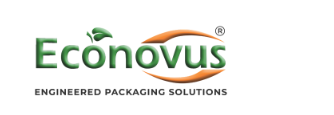 Econovus®
ENGINEERED PACKAGING SOLUTIONS